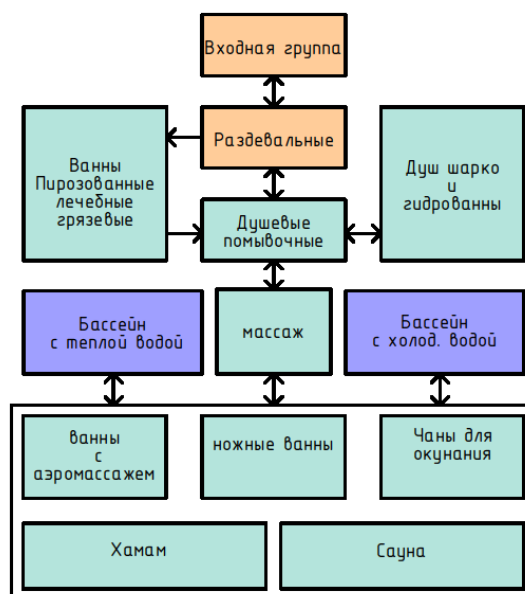 Входная группа
Раздевальные
Ванны
Пирозованные
лечебные
грязевые
Душ шарко
и
гидрованны
Душевые
помывочные
Бассейн
с теплой водой
массаж
Бассейн
с холод. водой
ванны
с
аэромассажем
ножные ванны
Чаны для
окунания
Хамам
Сауна